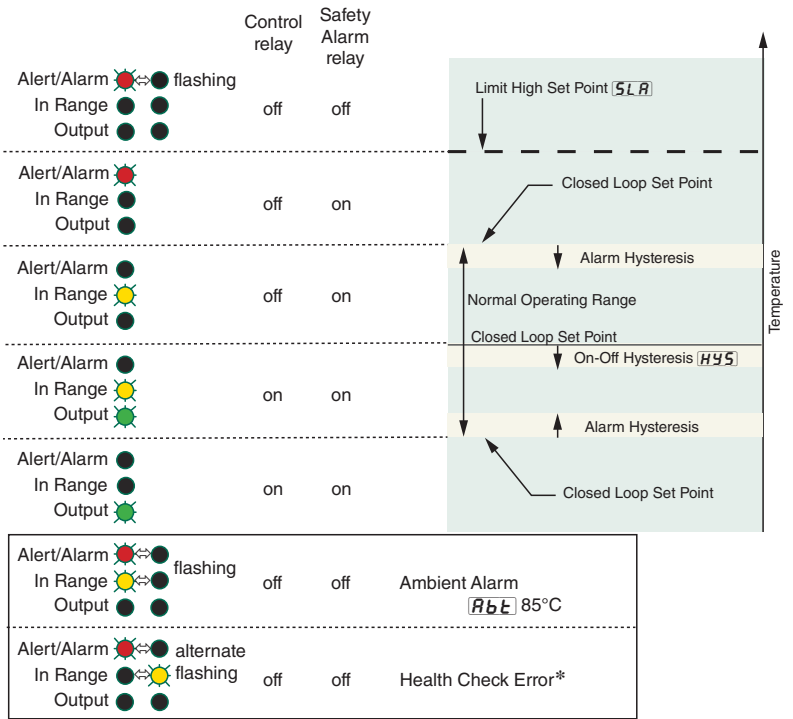 Control relay
Safety Alarm relay
Alert/Alarm flashing
In Range off off
Output
Limit High Set Point SLA
Alert/Alarm
In Range off on
Output
Closed Loop Set Point
Alert/Alarm
In Range off on
Output
Alarm Hysteresis
Normal Operating Range
Closed Loop Set Point
Temperature
Alert/Alarm
In Range on on
Output
On-Off Hysteresis HYS
Alarm Hysteresis
Alert/Alarm
In Range on on
Output
Closed Loop Set Point
Alert/Alarm flashing
In Range off off Ambient Alarm
Output Abt 85°C
Alert/Alarm alternate
In Range flashing off off Health Check Error*
Output